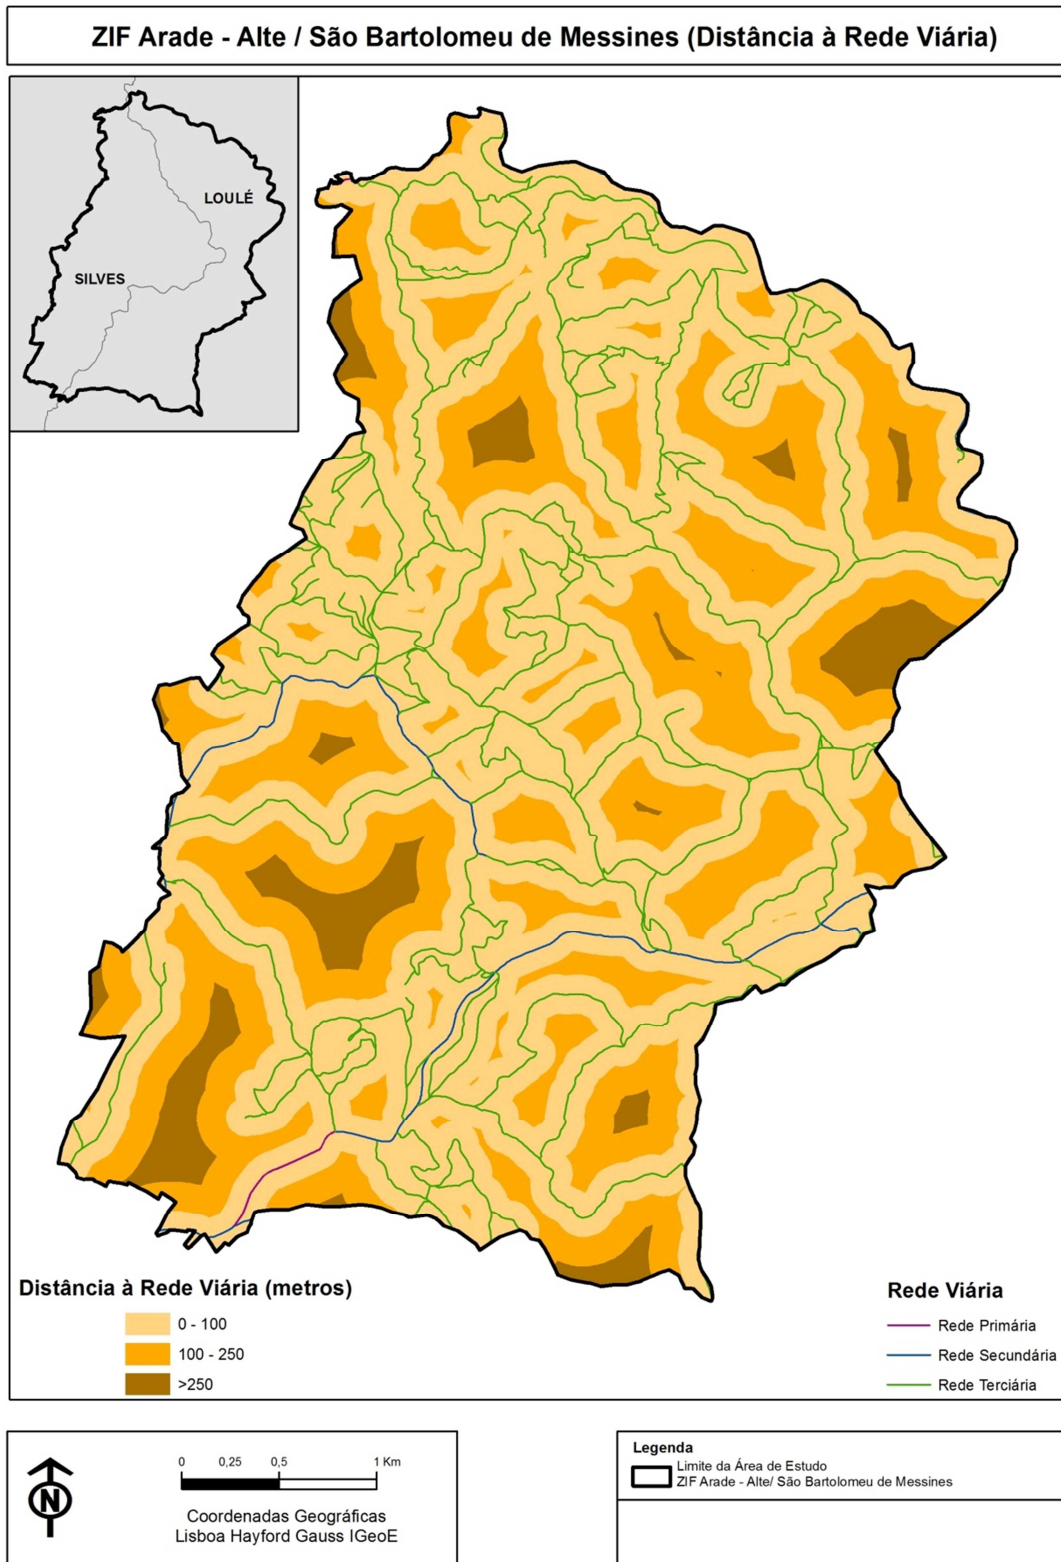 ZIF Arade - Alte / São Bartolomeu de Messines (Distância à Rede Viária)
LOULÉ
SILVES
Distância à Rede Viária (metros)
0 - 100
100 - 250
>250
Rede Viária
Rede Primária
Rede Secundária
Rede Terciária
N
0 0,25 0,5 1 Km
Coordenadas Geográficas
Lisboa Hayford Gauss IGeoE
Legenda
Limite da Área de Estudo
ZIF Arade - Alte/ São Bartolomeu de Messines